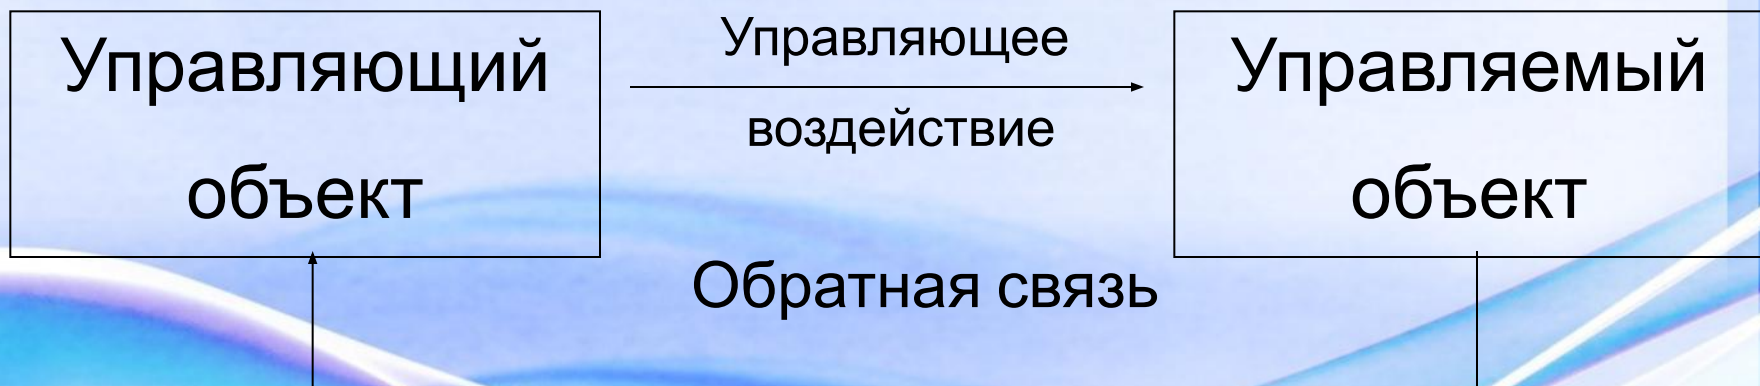 Управляющий
объект
Управляющее
воздействие
Управляемый
объект
Обратная связь